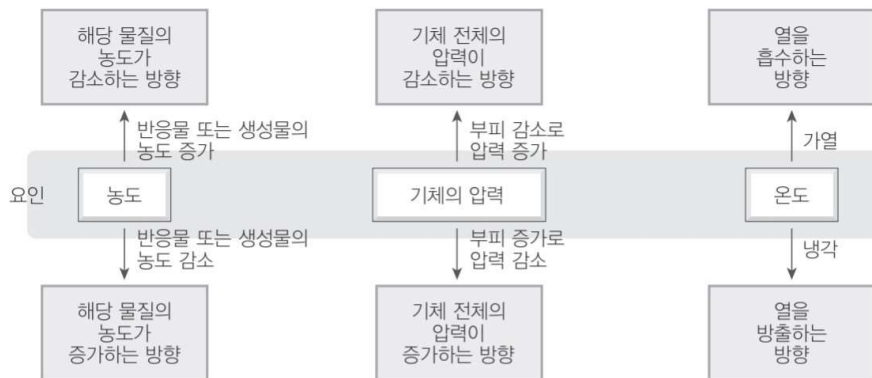 해당 물질의
농도가
감소하는 방향
기체 전체의
압력이
감소하는 방향
열을
흡수하는
방향
반응물 또는 생성물의
농도 증가
부피 감소로
압력 증가
가열
요인
농도
기체의 압력
온도
반응물 또는 생성물의
농도 감소
부피 증가로
압력 감소
냉각
해당 물질의
농도가
증가하는 방향
기체 전체의
압력이
증가하는 방향
열을
방출하는
방향